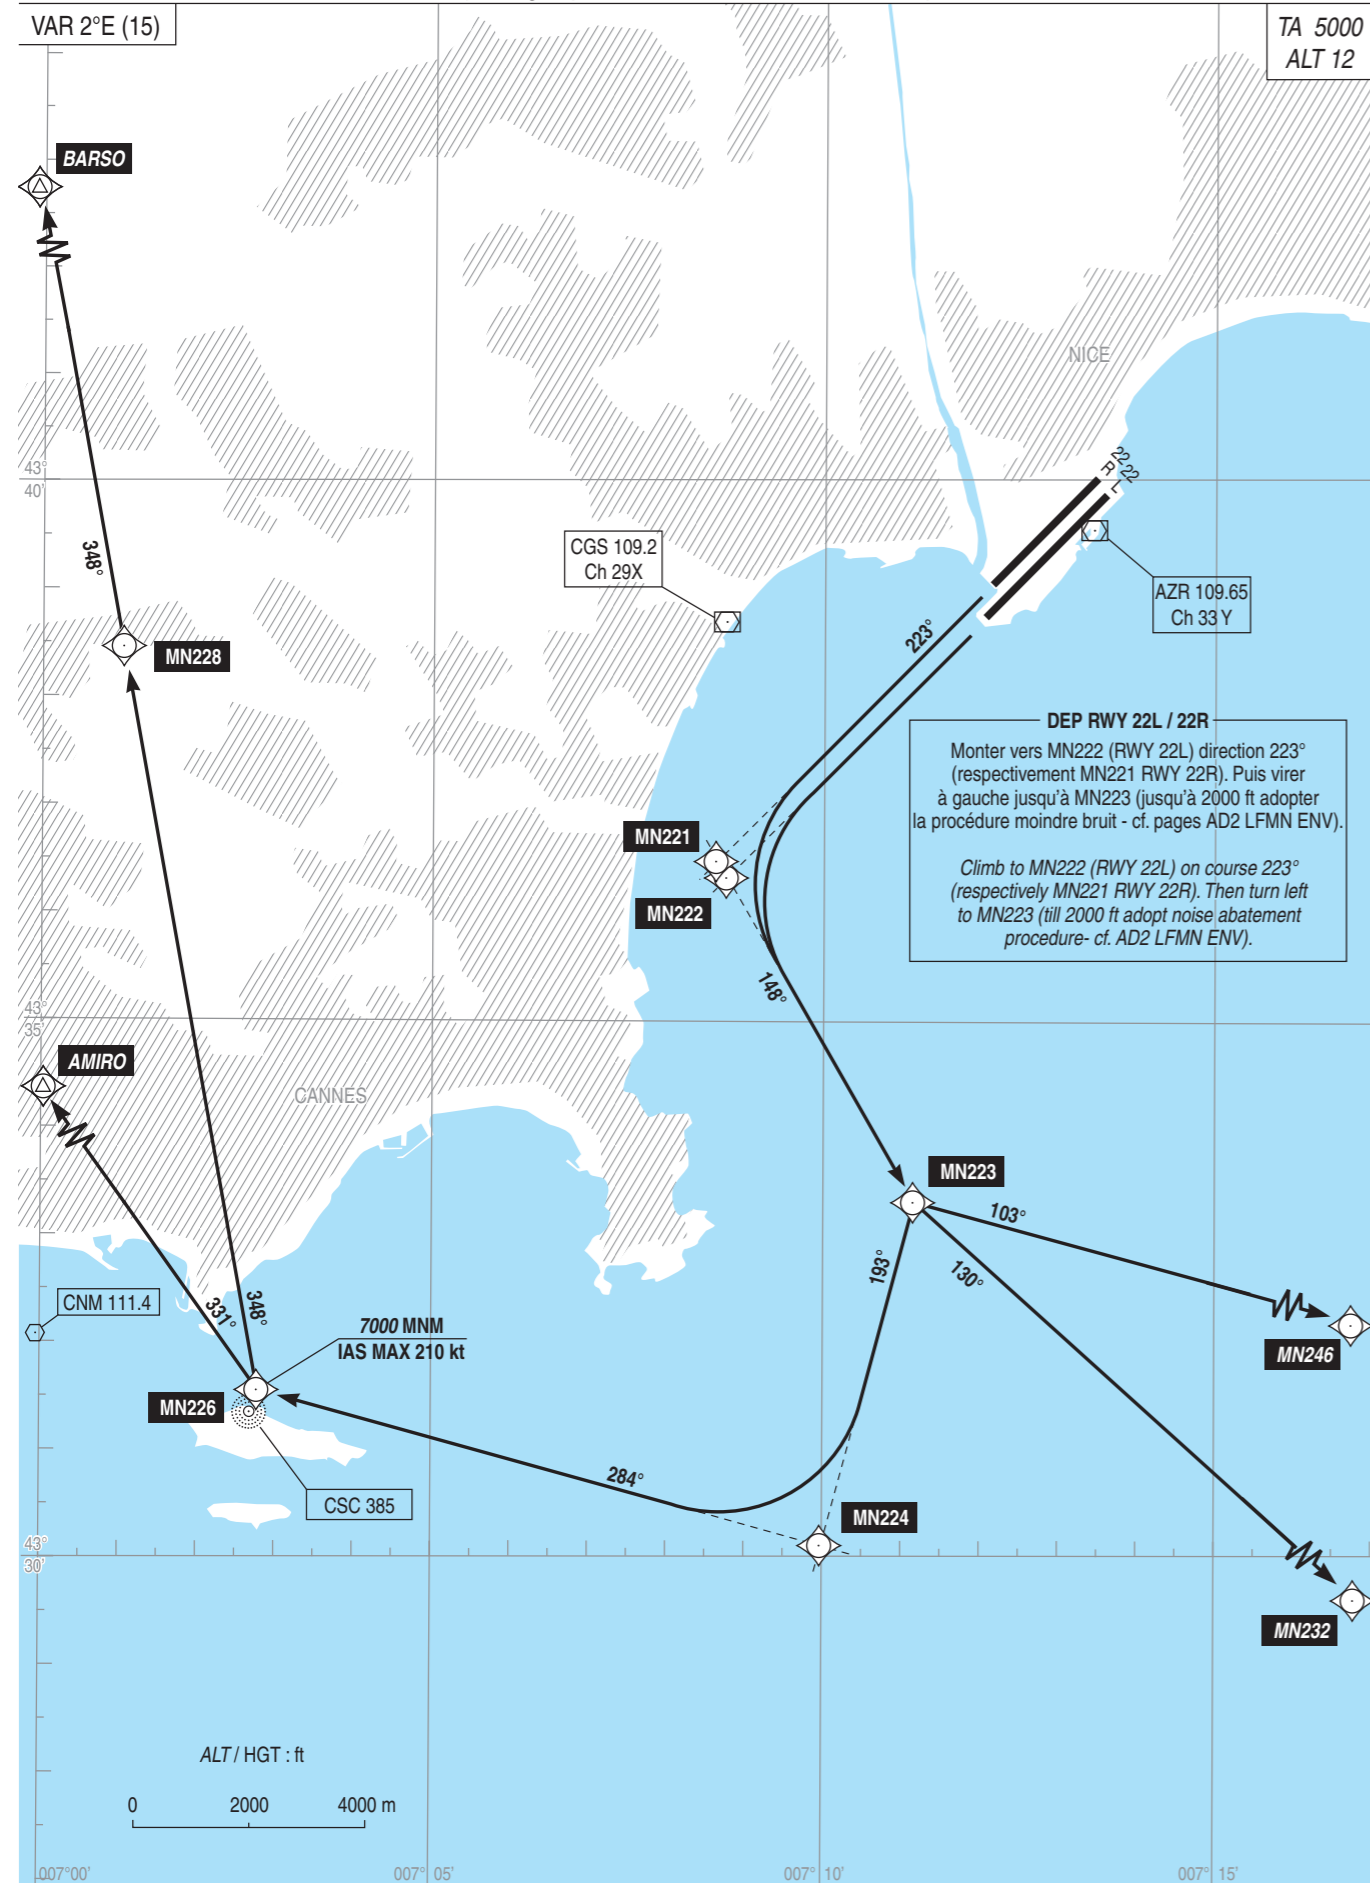 VAR 2°E (15)
TA 5000
ALT 12
BARSO
NICE
43°
40'
22
R
22
L
348°
CGS 109.2
Ch 29X
AZR 109.65
Ch 33 Y
223°
MN228
DEP RWY 22L / 22R
Monter vers MN222 (RWY 22L) direction 223°
(respectivement MN221 RWY 22R). Puis virer
à gauche jusqu'à MN223 (jusqu'à 2000 ft adopter
la procédure moindre bruit - cf. pages AD2 LFMN ENV).
Climb to MN222 (RWY 22L) on course 223°
(respectively MN221 RWY 22R). Then turn left
to MN223 (till 2000 ft adopt noise abatement
procedure- cf. AD2 LFMN ENV).
MN221
MN222
148°
43°
35'
AMIRO
CANNES
MN223
103°
193°
130°
CNM 111.4
331°
348°
7000 MNM
IAS MAX 210 kt
MN246
MN226
284°
CSC 385
MN224
43°
30'
MN232
ALT / HGT : ft
0 2000 4000 m
007°00' 007° 05' 007° 10' 007° 15'